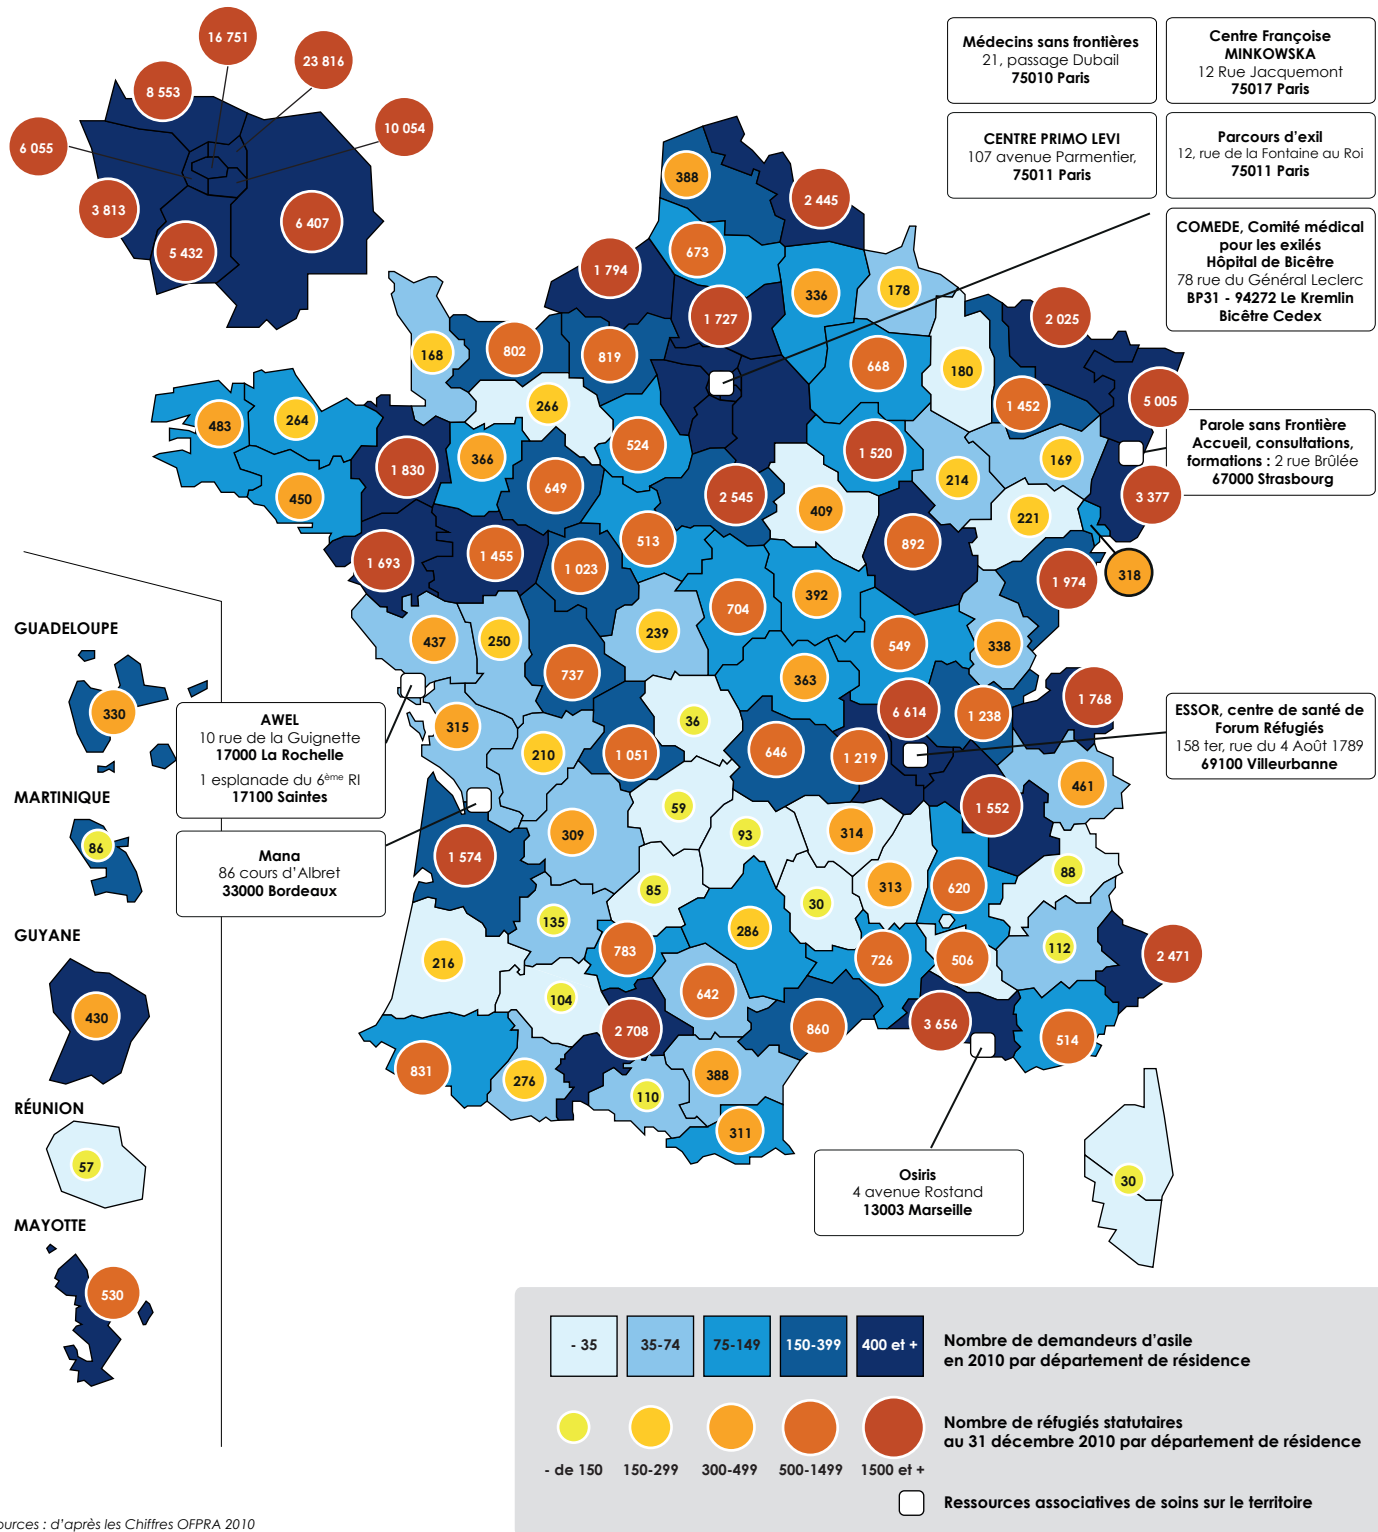 16 751
23 816
8 553
10 054
6 055
3 813
6 407
5 432
Médecins sans frontières
21, passage Dubail
75010 Paris
Centre Françoise
MINKOWSKA
12 Rue Jacquemont
75017 Paris
CENTRE PRIMO LEVI
107 avenue Parmentier,
75011 Paris
Parcours d'exil
12, rue de la Fontaine au Roi
75011 Paris
COMEDE, Comité médical
pour les exilés
Hôpital de Bicêtre
78 rue du Général Leclerc
BP31 - 94272 Le Kremlin
Bicêtre Cedex
388
2 445
673
1 794
336
178
1 727
2 025
168
802
819
668
180
5 005
266
1 452
483
264
524
Parole sans Frontière
Accueil, consultations,
formations : 2 rue Brûlée
67000 Strasbourg
1 830
366
1 520
169
649
214
450
2 545
3 377
409
221
513
892
1 693
1 455
1 023
1 974
318
392
704
239
437
250
549
338
737
363
1 768
36
6 614
1 238
315
210
1 051
646
1 219
461
59
1 552
93
314
309
1 574
88
85
313
620
30
135
286
112
783
726
506
2 471
216
642
104
2 708
860
3 656
514
831
276
388
110
311
30
GUADELOUPE
330
AWEL
10 rue de la Guignette
17000 La Rochelle
1 esplanade du 6ème RI
17100 Saintes
ESSOR, centre de santé de
Forum Réfugiés
158 ter, rue du 4 Août 1789
69100 Villeurbanne
MARTINIQUE
86
Mana
86 cours d'Albret
33000 Bordeaux
GUYANE
430
RÉUNION
57
Osiris
4 avenue Rostand
13003 Marseille
MAYOTTE
530
- 35
35-74
75-149
150-399
400 et +
Nombre de demandeurs d'asile
en 2010 par département de résidence
Nombre de réfugiés statutaires
au 31 décembre 2010 par département de résidence
- de 150
150-299
300-499
500-1499
1500 et +
Ressources associatives de soins sur le territoire
ources : d'après les Chiffres OFPRA 2010